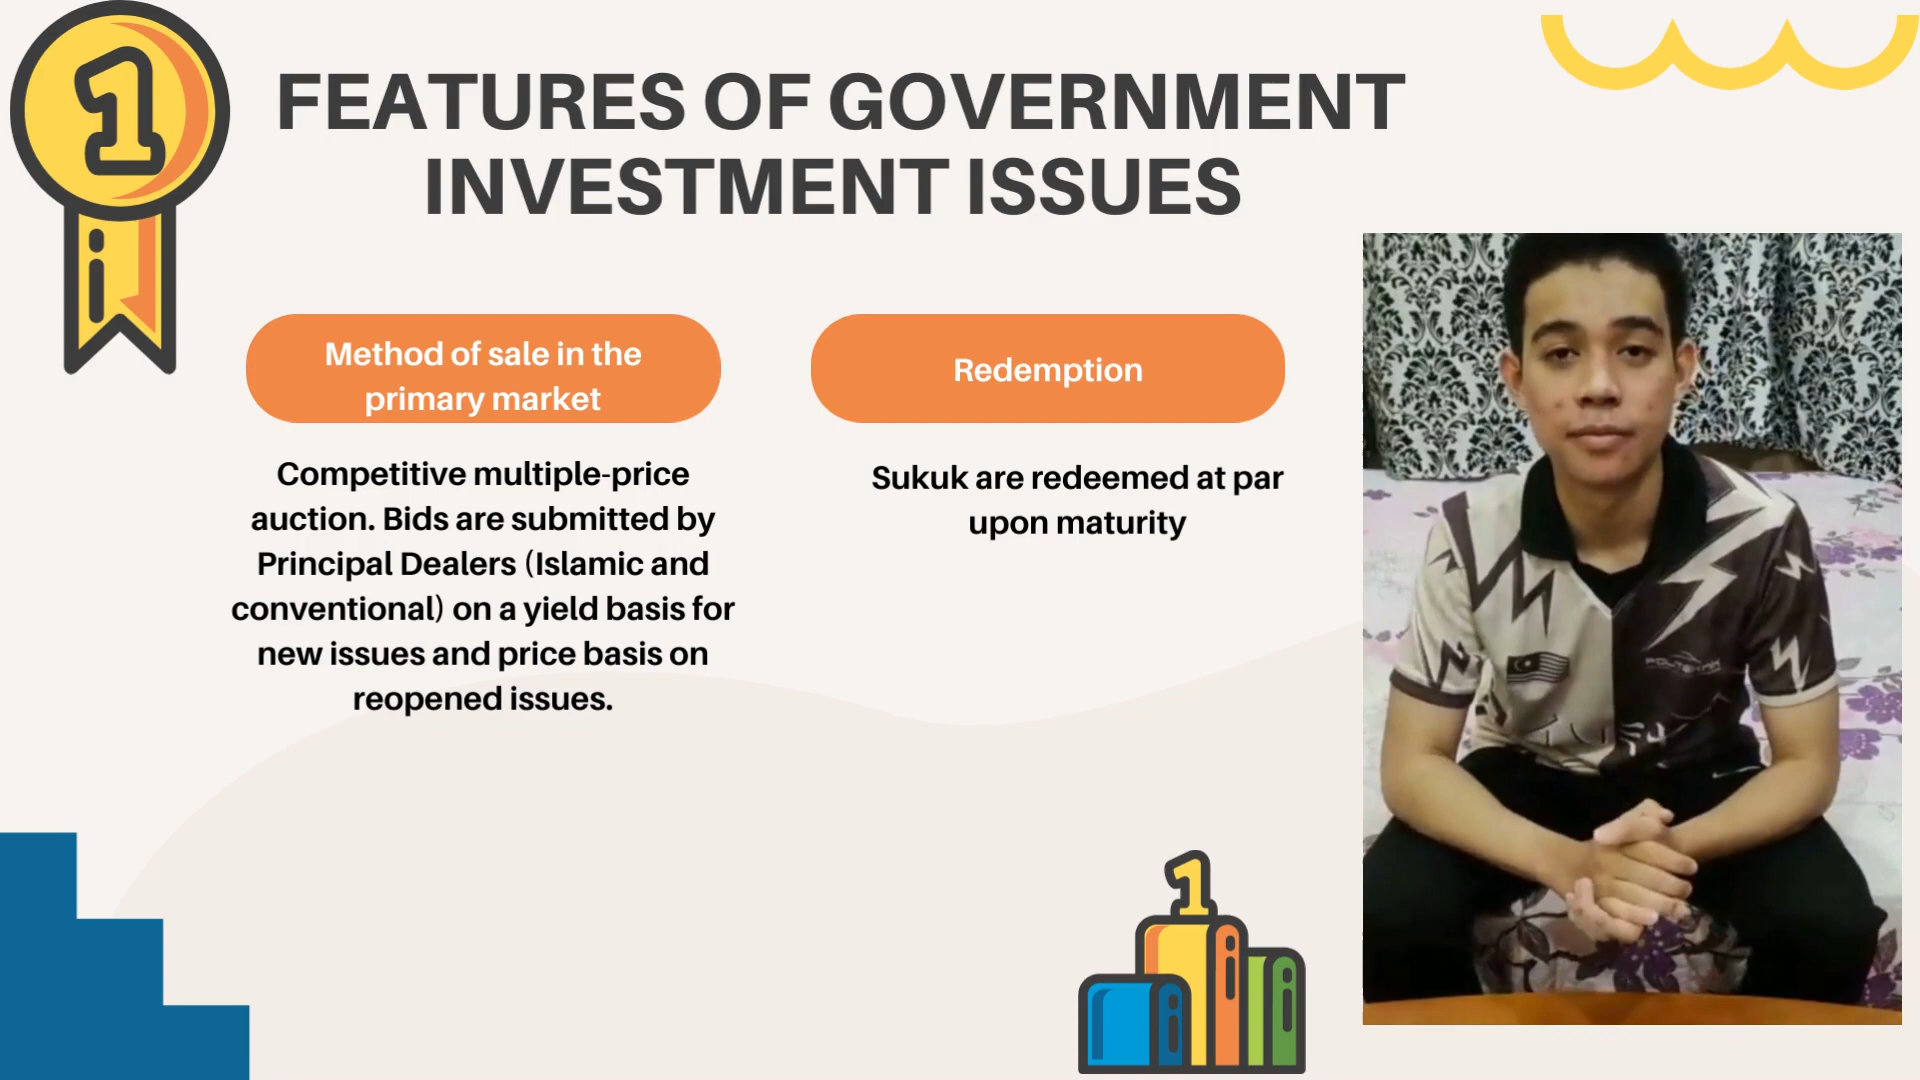 1
FEATURES OF GOVERNMENT
INVESTMENT ISSUES
Method of sale in the
primary market
Redemption
Competitive multiple-price
auction. Bids are submitted by
Principal Dealers (Islamic and
conventional) on a yield basis for
new issues and price basis on
reopened issues.
Sukuk are redeemed at par
upon maturity
1